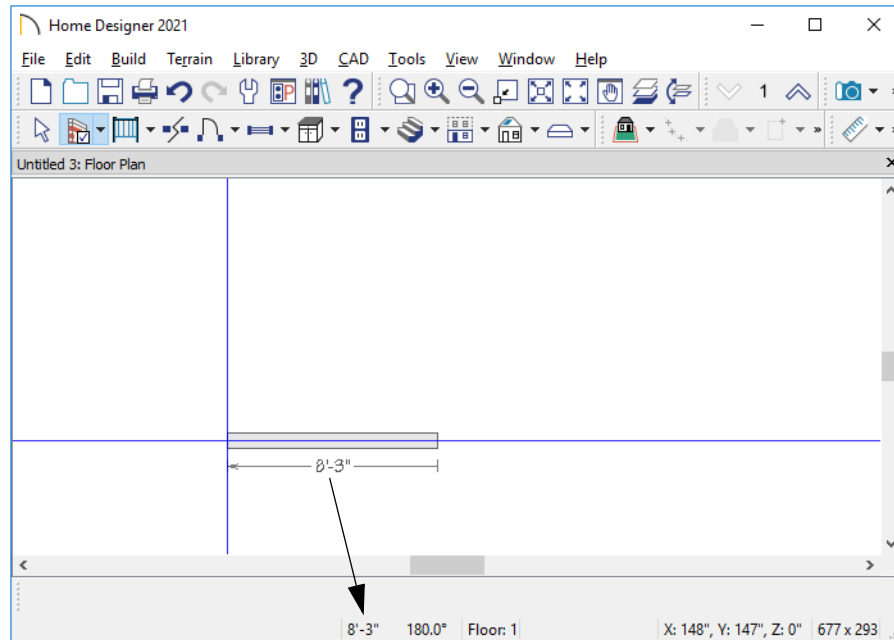 Home Designer 2021
File Edit Build Terrain Library 3D CAD Tools View Window Help
P ? 1
Untitled 3: Floor Plan
8'-3"
8'-3" 180.0° Floor: 1 X: 148", Y: 147", Z: 0" 677 x 293